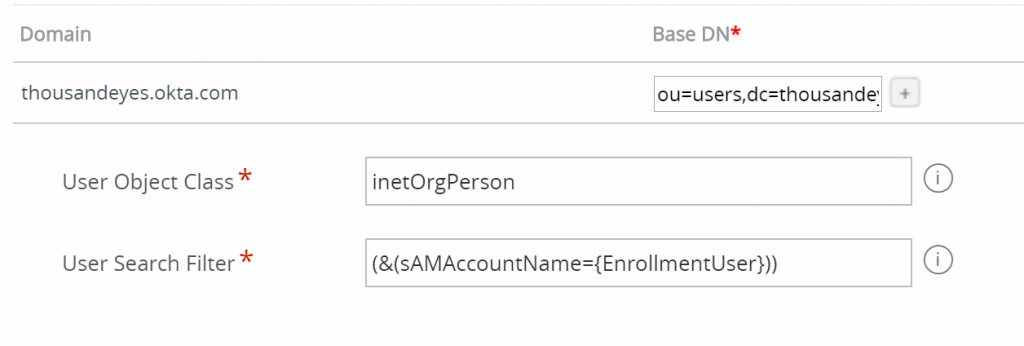 Domain Base DN*
thousandeyes.okta.com ou=users,dc=thousandey +
User Object Class * inetOrgPerson i
User Search Filter * (&(sAMAccountName={EnrollmentUser})) i